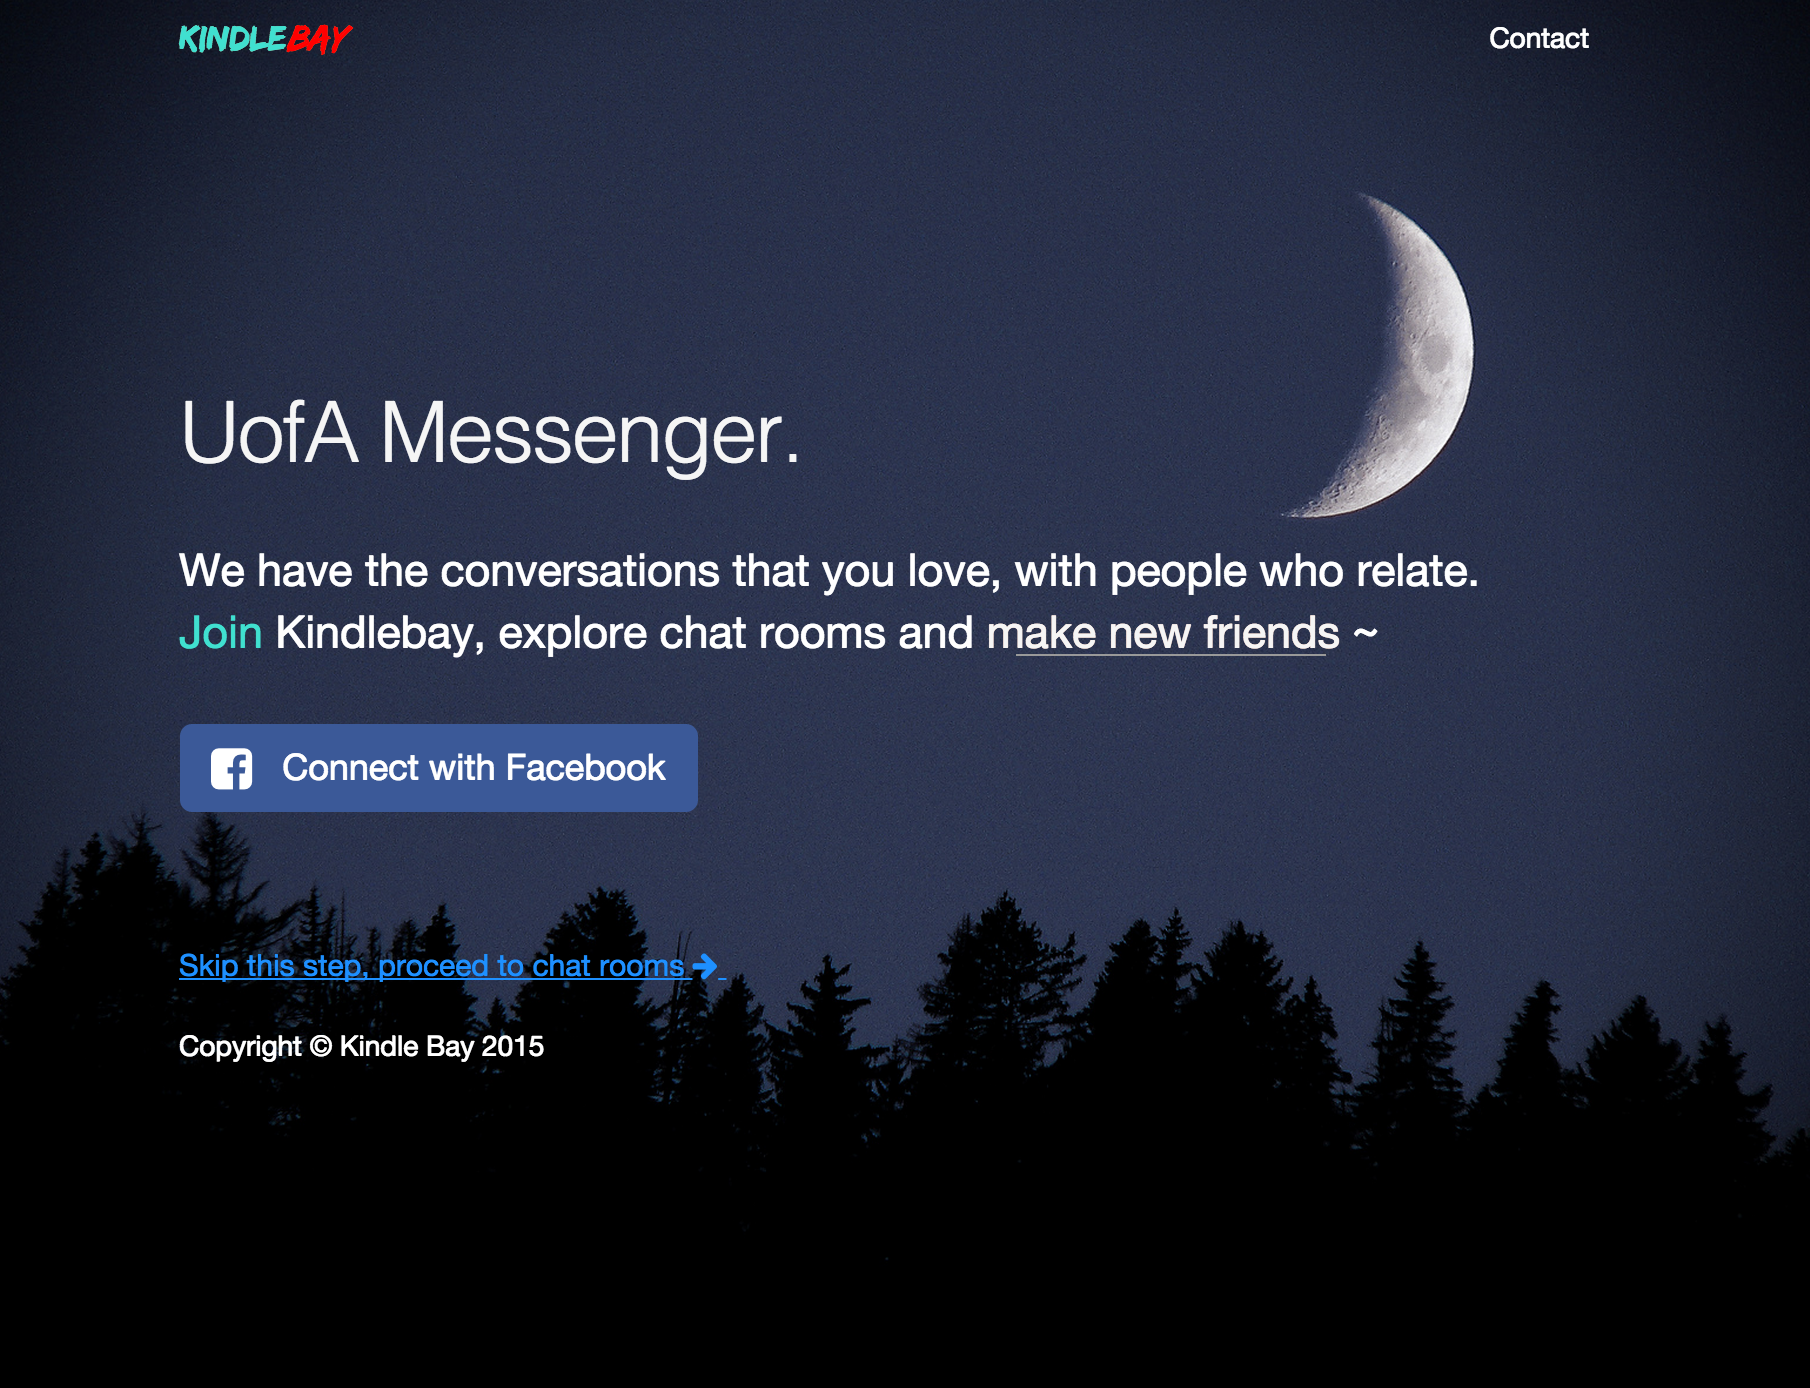 KINDLEBAY
Contact
UofA Messenger.
We have the conversations that you love, with people who relate.
Join Kindlebay, explore chat rooms and make new friends ~
Connect with Facebook
Skip this step, proceed to chat rooms
Copyright © Kindle Bay 2015